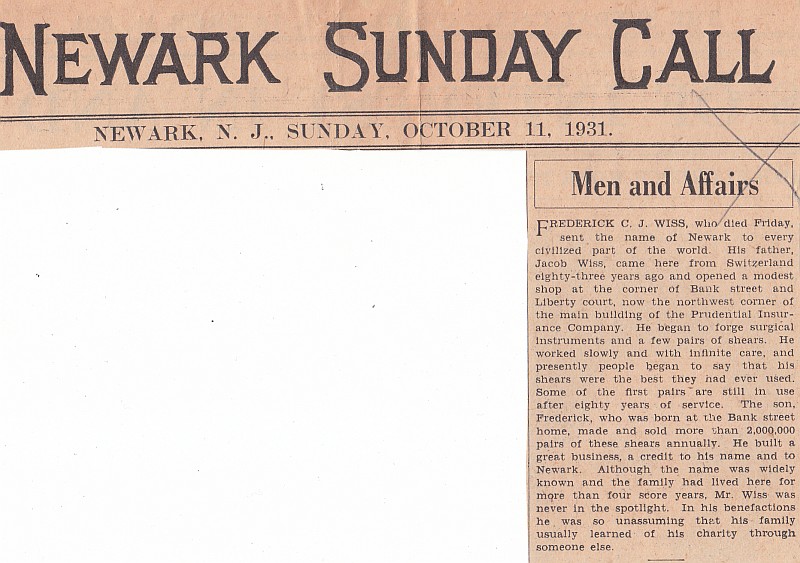 NEWARK SUNDAY CALL
NEWARK, N. J., SUNDAY, OCTOBER 11, 1931.
Men and Affairs
FREDERICK C. J. WISS, who died Friday,
sent the name of Newark to every
civilized part of the world. His father,
Jacob Wiss, came here from Switzerland
eighty-three years ago and opened a modest
shop at the corner of Bank street and
Liberty court, now the northwest corner of
the main building of the Prudential Insur-
ance Company. He began to forge surgical
instruments and a few pairs of shears. He
worked slowly and with infinite care, and
presently people began to say that his
shears were the best they had ever used.
Some of the first pairs are still in use
after eighty years of service. The son,
Frederick, who was born at the Bank street
home, made and sold more than 2,000,000
pairs of these shears annually. He built a
great business, a credit to his name and to
Newark. Although the name was widely
known and the family had lived here for
more than four score years, Mr. Wiss was
never in the spotlight. In his benefactions
he was so unassuming that his family
usually learned of his charity through
someone else.